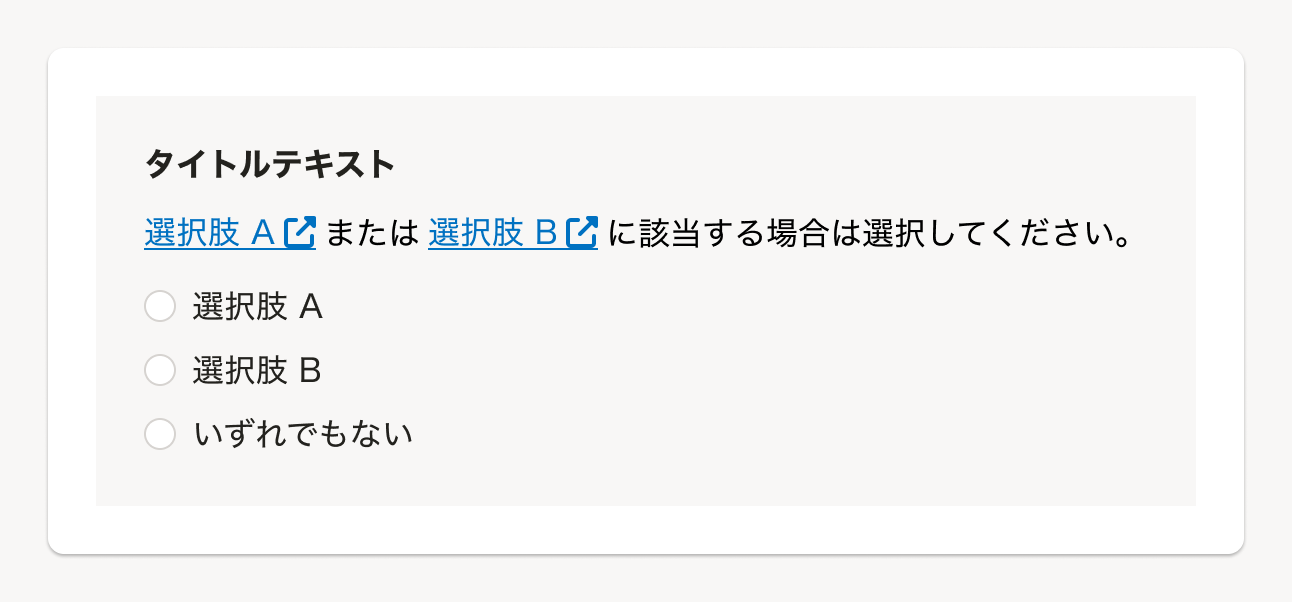 タイトルテキスト
選択肢 A または 選択肢 B に該当する場合は選択してください。
選択肢 A
選択肢 B
いずれでもない